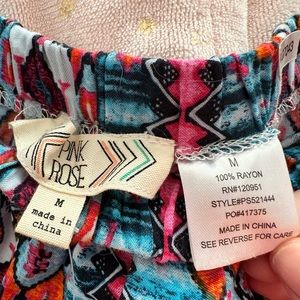 PINK
ROSE
M
made in
china
M
100% RAYON
RN#120951
STYLE#PS521444
PO#417375
MADE IN CHINA
SEE REVERSE FOR CARE